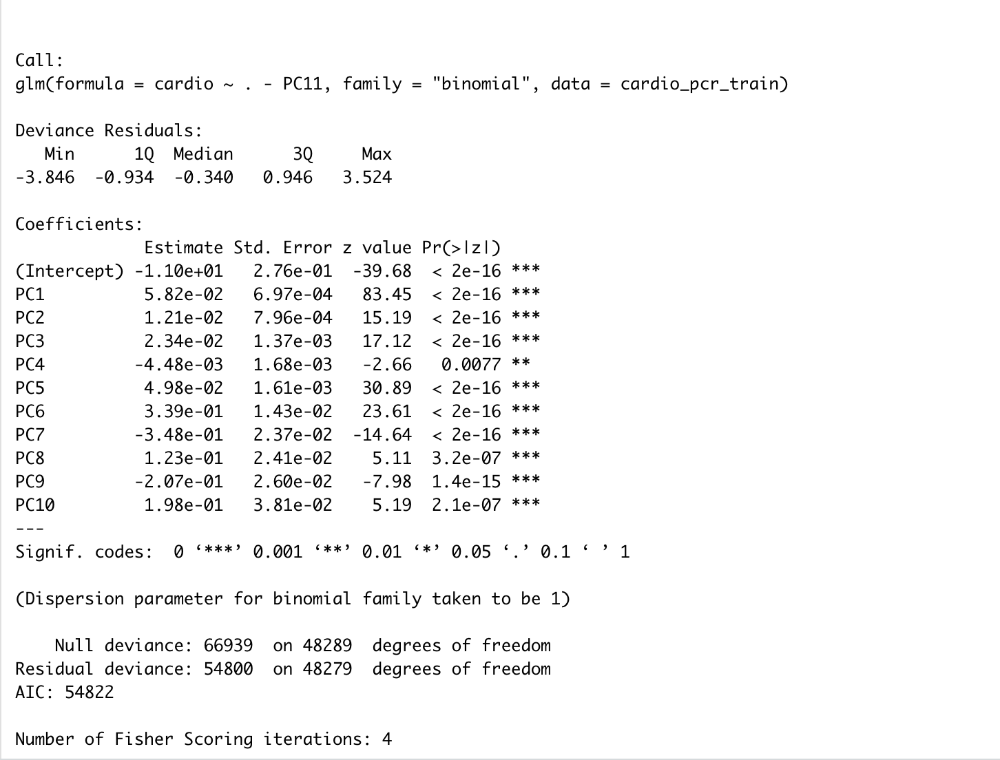 Call:
glm(formula = cardio ~ . - PC11, family = "binomial", data = cardio_pcr_train)
Deviance Residuals:
   Min      1Q  Median      3Q     Max
-3.846  -0.934  -0.340   0.946   3.524
Coefficients:
             Estimate Std. Error z value Pr(>|z|)
(Intercept) -1.10e+01   2.76e-01  -39.68  < 2e-16 ***
PC1          5.82e-02   6.97e-04   83.45  < 2e-16 ***
PC2          1.21e-02   7.96e-04   15.19  < 2e-16 ***
PC3          2.34e-02   1.37e-03   17.12  < 2e-16 ***
PC4         -4.48e-03   1.68e-03   -2.66   0.0077 **
PC5          4.98e-02   1.61e-03   30.89  < 2e-16 ***
PC6          3.39e-01   1.43e-02   23.61  < 2e-16 ***
PC7         -3.48e-01   2.37e-02  -14.64  < 2e-16 ***
PC8          1.23e-01   2.41e-02    5.11  3.2e-07 ***
PC9         -2.07e-01   2.60e-02   -7.98  1.4e-15 ***
PC10         1.98e-01   3.81e-02    5.19  2.1e-07 ***
---
Signif. codes:  0 ‘***’ 0.001 ‘**’ 0.01 ‘*’ 0.05 ‘.’ 0.1 ‘ ’ 1
(Dispersion parameter for binomial family taken to be 1)
    Null deviance: 66939  on 48289  degrees of freedom
Residual deviance: 54800  on 48279  degrees of freedom
AIC: 54822
Number of Fisher Scoring iterations: 4